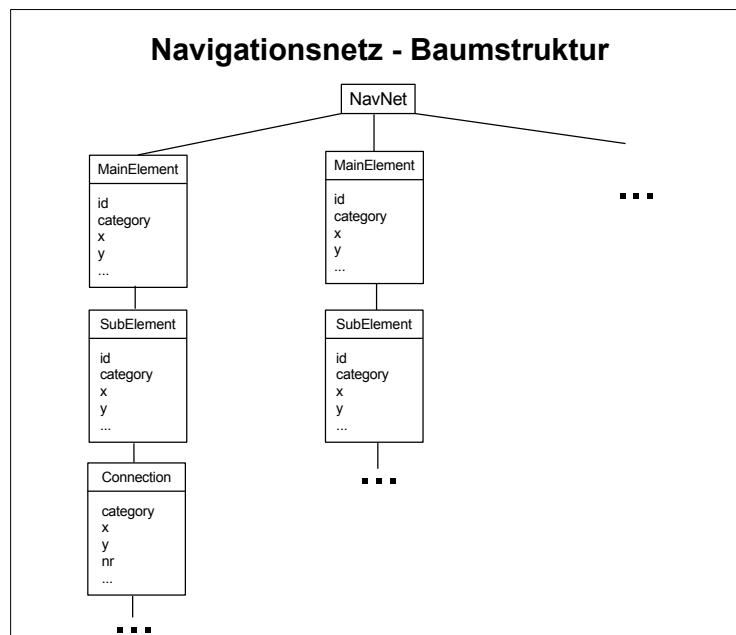 Navigationsnetz - Baumstruktur
NavNet
MainElement
id
category
x
y
...
SubElement
id
category
x
y
...
Connection
category
x
y
nr
...
...
MainElement
id
category
x
y
...
SubElement
id
category
x
y
...
...
...